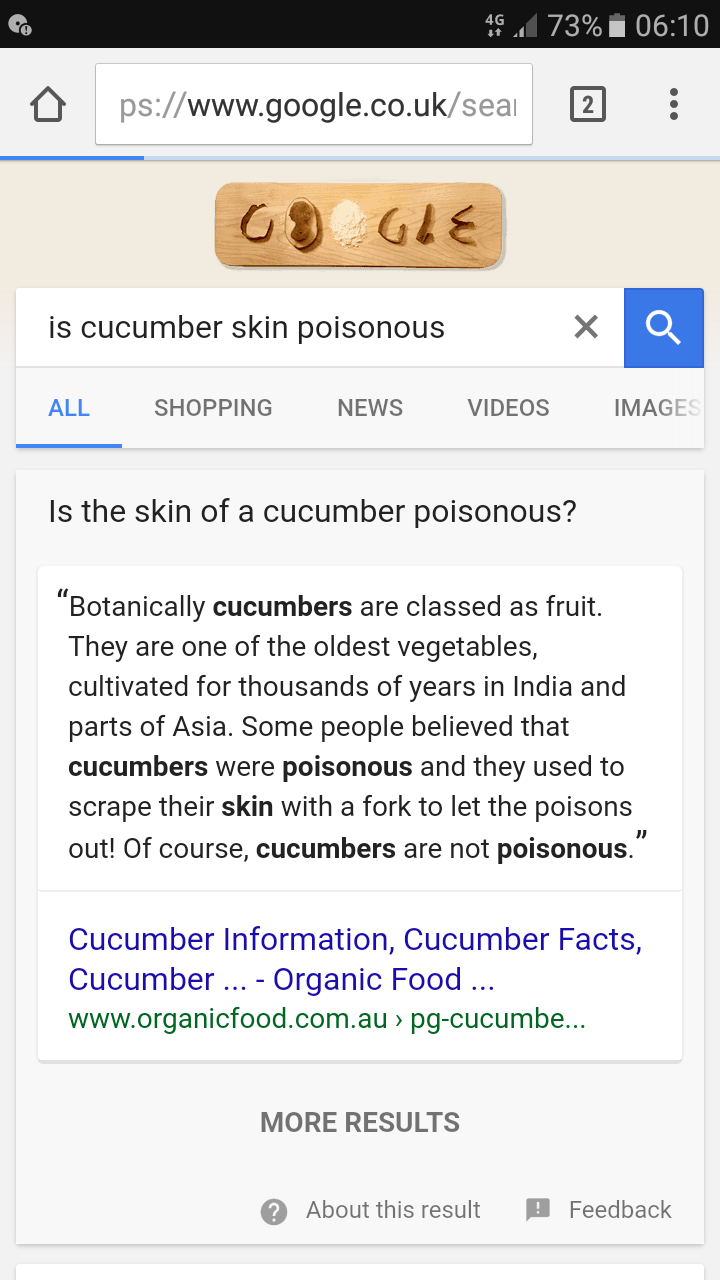 4G 73% 06:10
ps://www.google.co.uk/sear
2
GOOGLE
is cucumber skin poisonous
ALL SHOPPING NEWS VIDEOS IMAGES
Is the skin of a cucumber poisonous?
“Botanically cucumbers are classed as fruit.
They are one of the oldest vegetables,
cultivated for thousands of years in India and
parts of Asia. Some people believed that
cucumbers were poisonous and they used to
scrape their skin with a fork to let the poisons
out! Of course, cucumbers are not poisonous.”
Cucumber Information, Cucumber Facts,
Cucumber ... - Organic Food ...
www.organicfood.com.au › pg-cucumbe...
MORE RESULTS
About this result Feedback